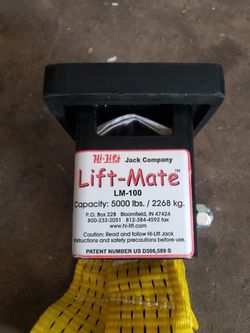 Hi-Lift Jack Company
Lift-Mate™
LM-100
Capacity: 5000 lbs. / 2268 kg.
P.O. Box 228 Bloomfield, IN 47424
800-233-2051 812-384-4592 fax
www.hi-lift.com
Caution: Read and follow Hi-Lift Jack
instructions and safety precautions before use.
PATENT NUMBER US D506,589 S